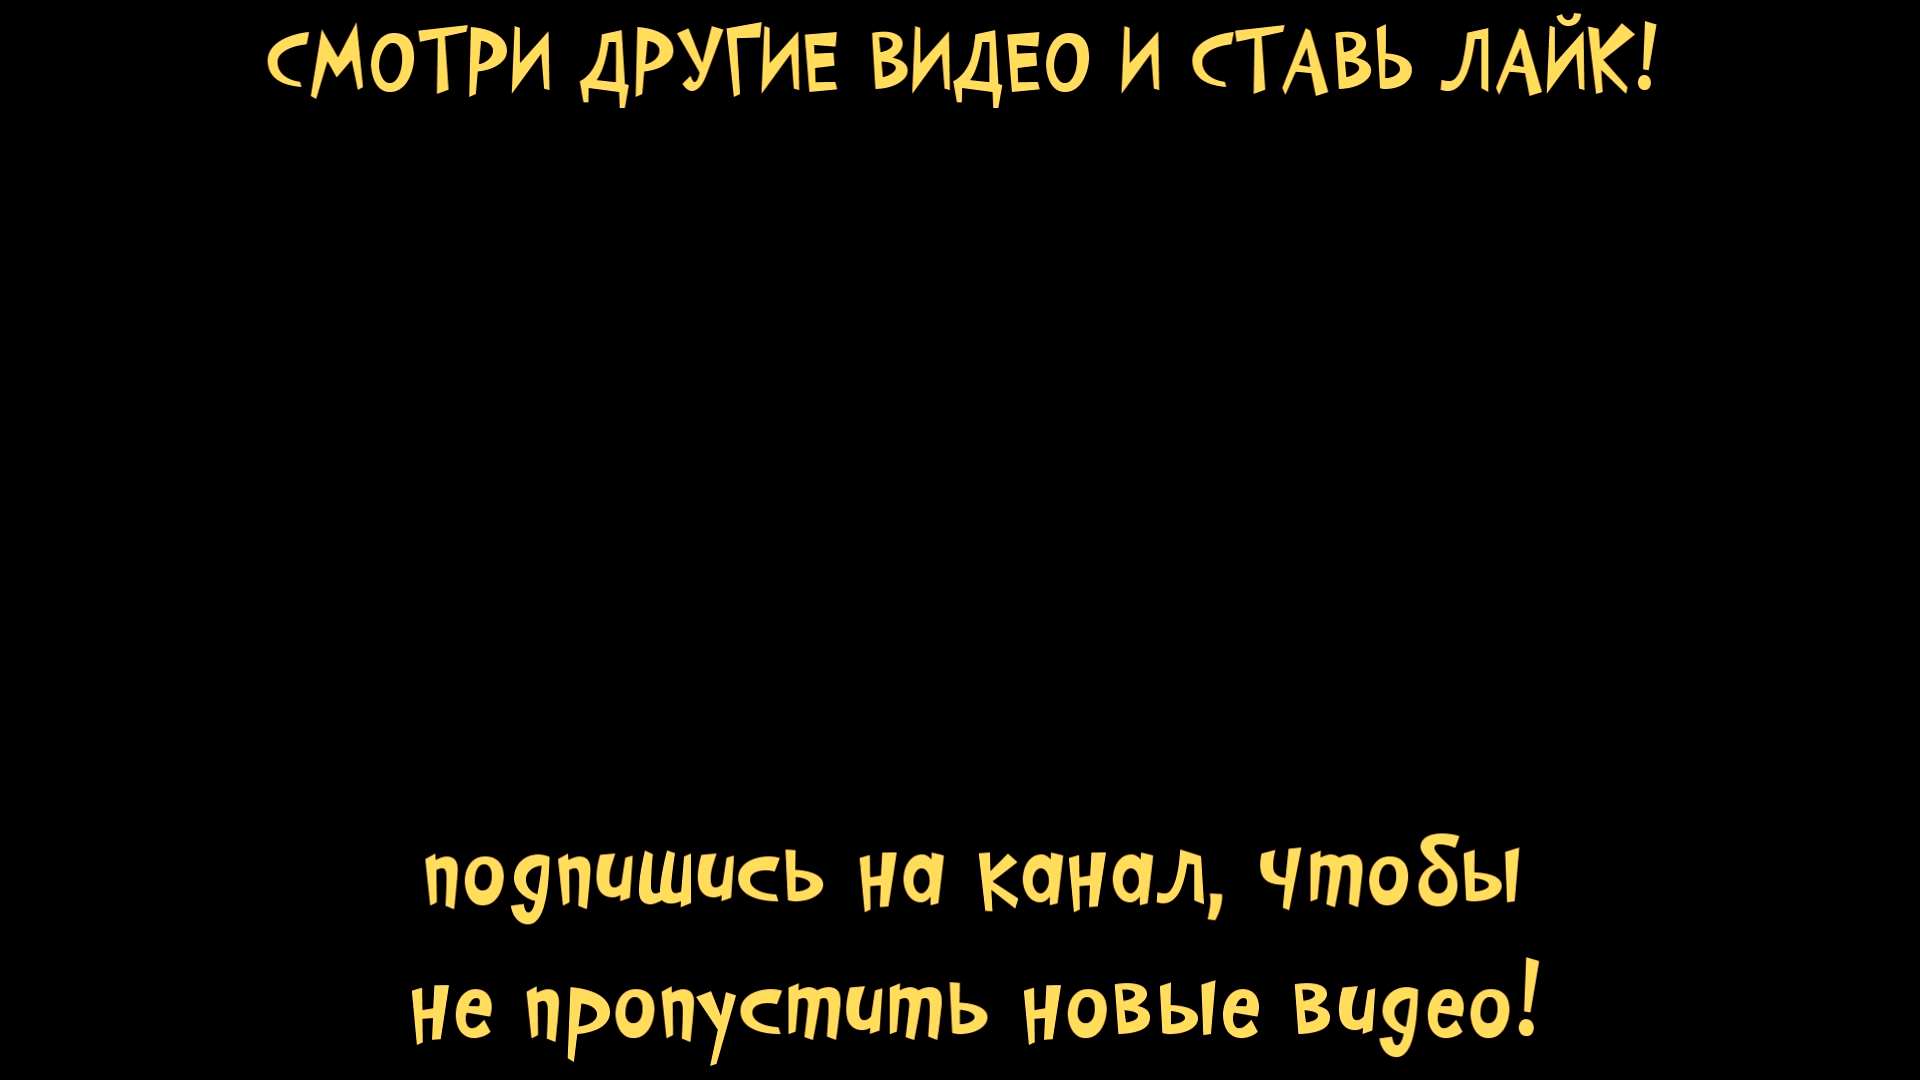 СМОТРИ ДРУГИЕ ВИДЕО И СТАВЬ ЛАЙК!
подпишись на канал, чтобы
не пропустить новые видео!